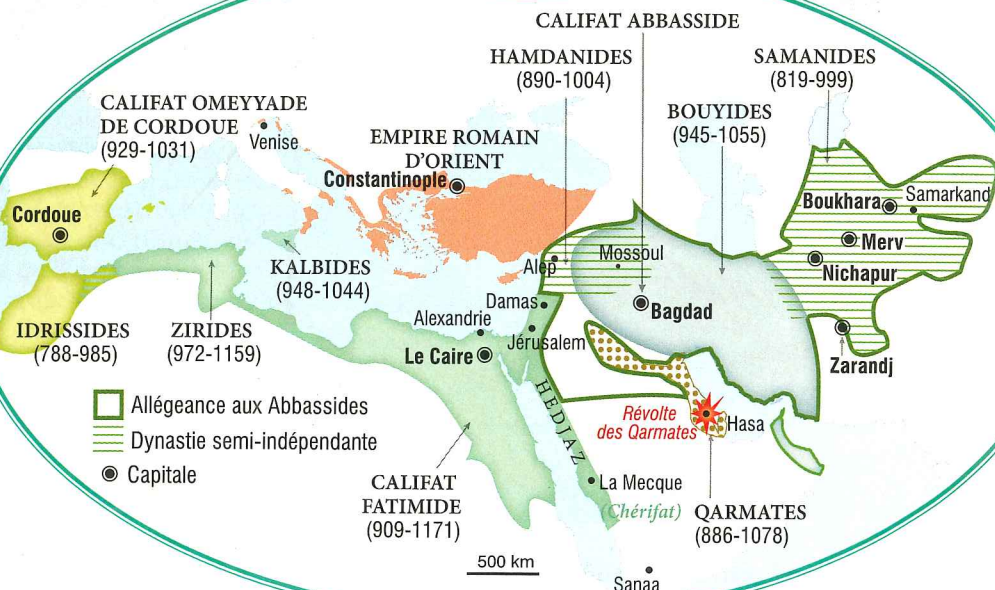 CALIFAT ABBASSIDE
HAMDANIDES
(890-1004)
SAMANIDES
(819-999)
CALIFAT OMEYYADE
DE CORDOUE
(929-1031)
Venise
BOUYIDES
(945-1055)
EMPIRE ROMAIN
D'ORIENT
Constantinople
Cordoue
Boukhara
Samarkand
Merv
Nichapur
Alep
Mossoul
KALBIDES
(948-1044)
Damas
Bagdad
Alexandrie
Jérusalem
IDRISSIDES
(788-985)
ZIRIDES
(972-1159)
Le Caire
Zarandj
HEDJAZ
Allégeance aux Abbassides
Dynastie semi-indépendante
Capitale
Révolte
des Qarmates
Hasa
CALIFAT
FATIMIDE
(909-1171)
La Mecque
(Chérifat)
QARMATES
(886-1078)
500 km
Sanaa